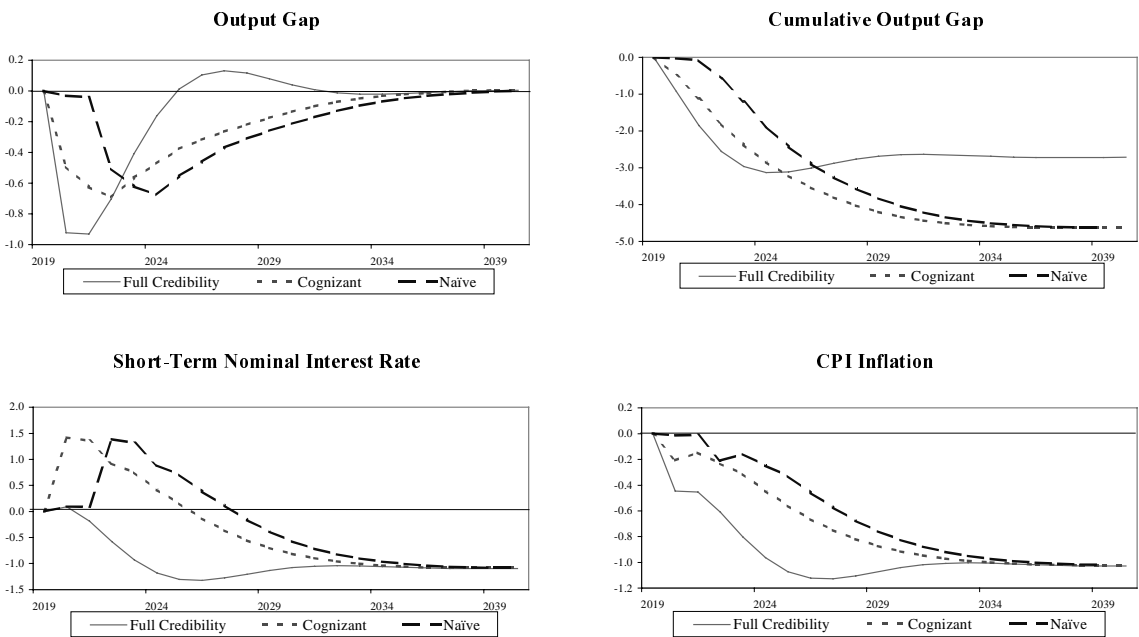 Output Gap
0.2
0.0
-0.2
-0.4
-0.6
-0.8
-1.0
2019 2024 2029 2034 2039
Full Credibility Cognizant Naïve
Cumulative Output Gap
0.0
-1.0
-2.0
-3.0
-4.0
-5.0
2019 2024 2029 2034 2039
Full Credibility Cognizant Naïve
Short-Term Nominal Interest Rate
2.0
1.5
1.0
0.5
0.0
-0.5
-1.0
-1.5
2019 2024 2029 2034 2039
Full Credibility Cognizant Naïve
CPI Inflation
0.2
0.0
-0.2
-0.4
-0.6
-0.8
-1.0
-1.2
2019 2024 2029 2034 2039
Full Credibility Cognizant Naïve